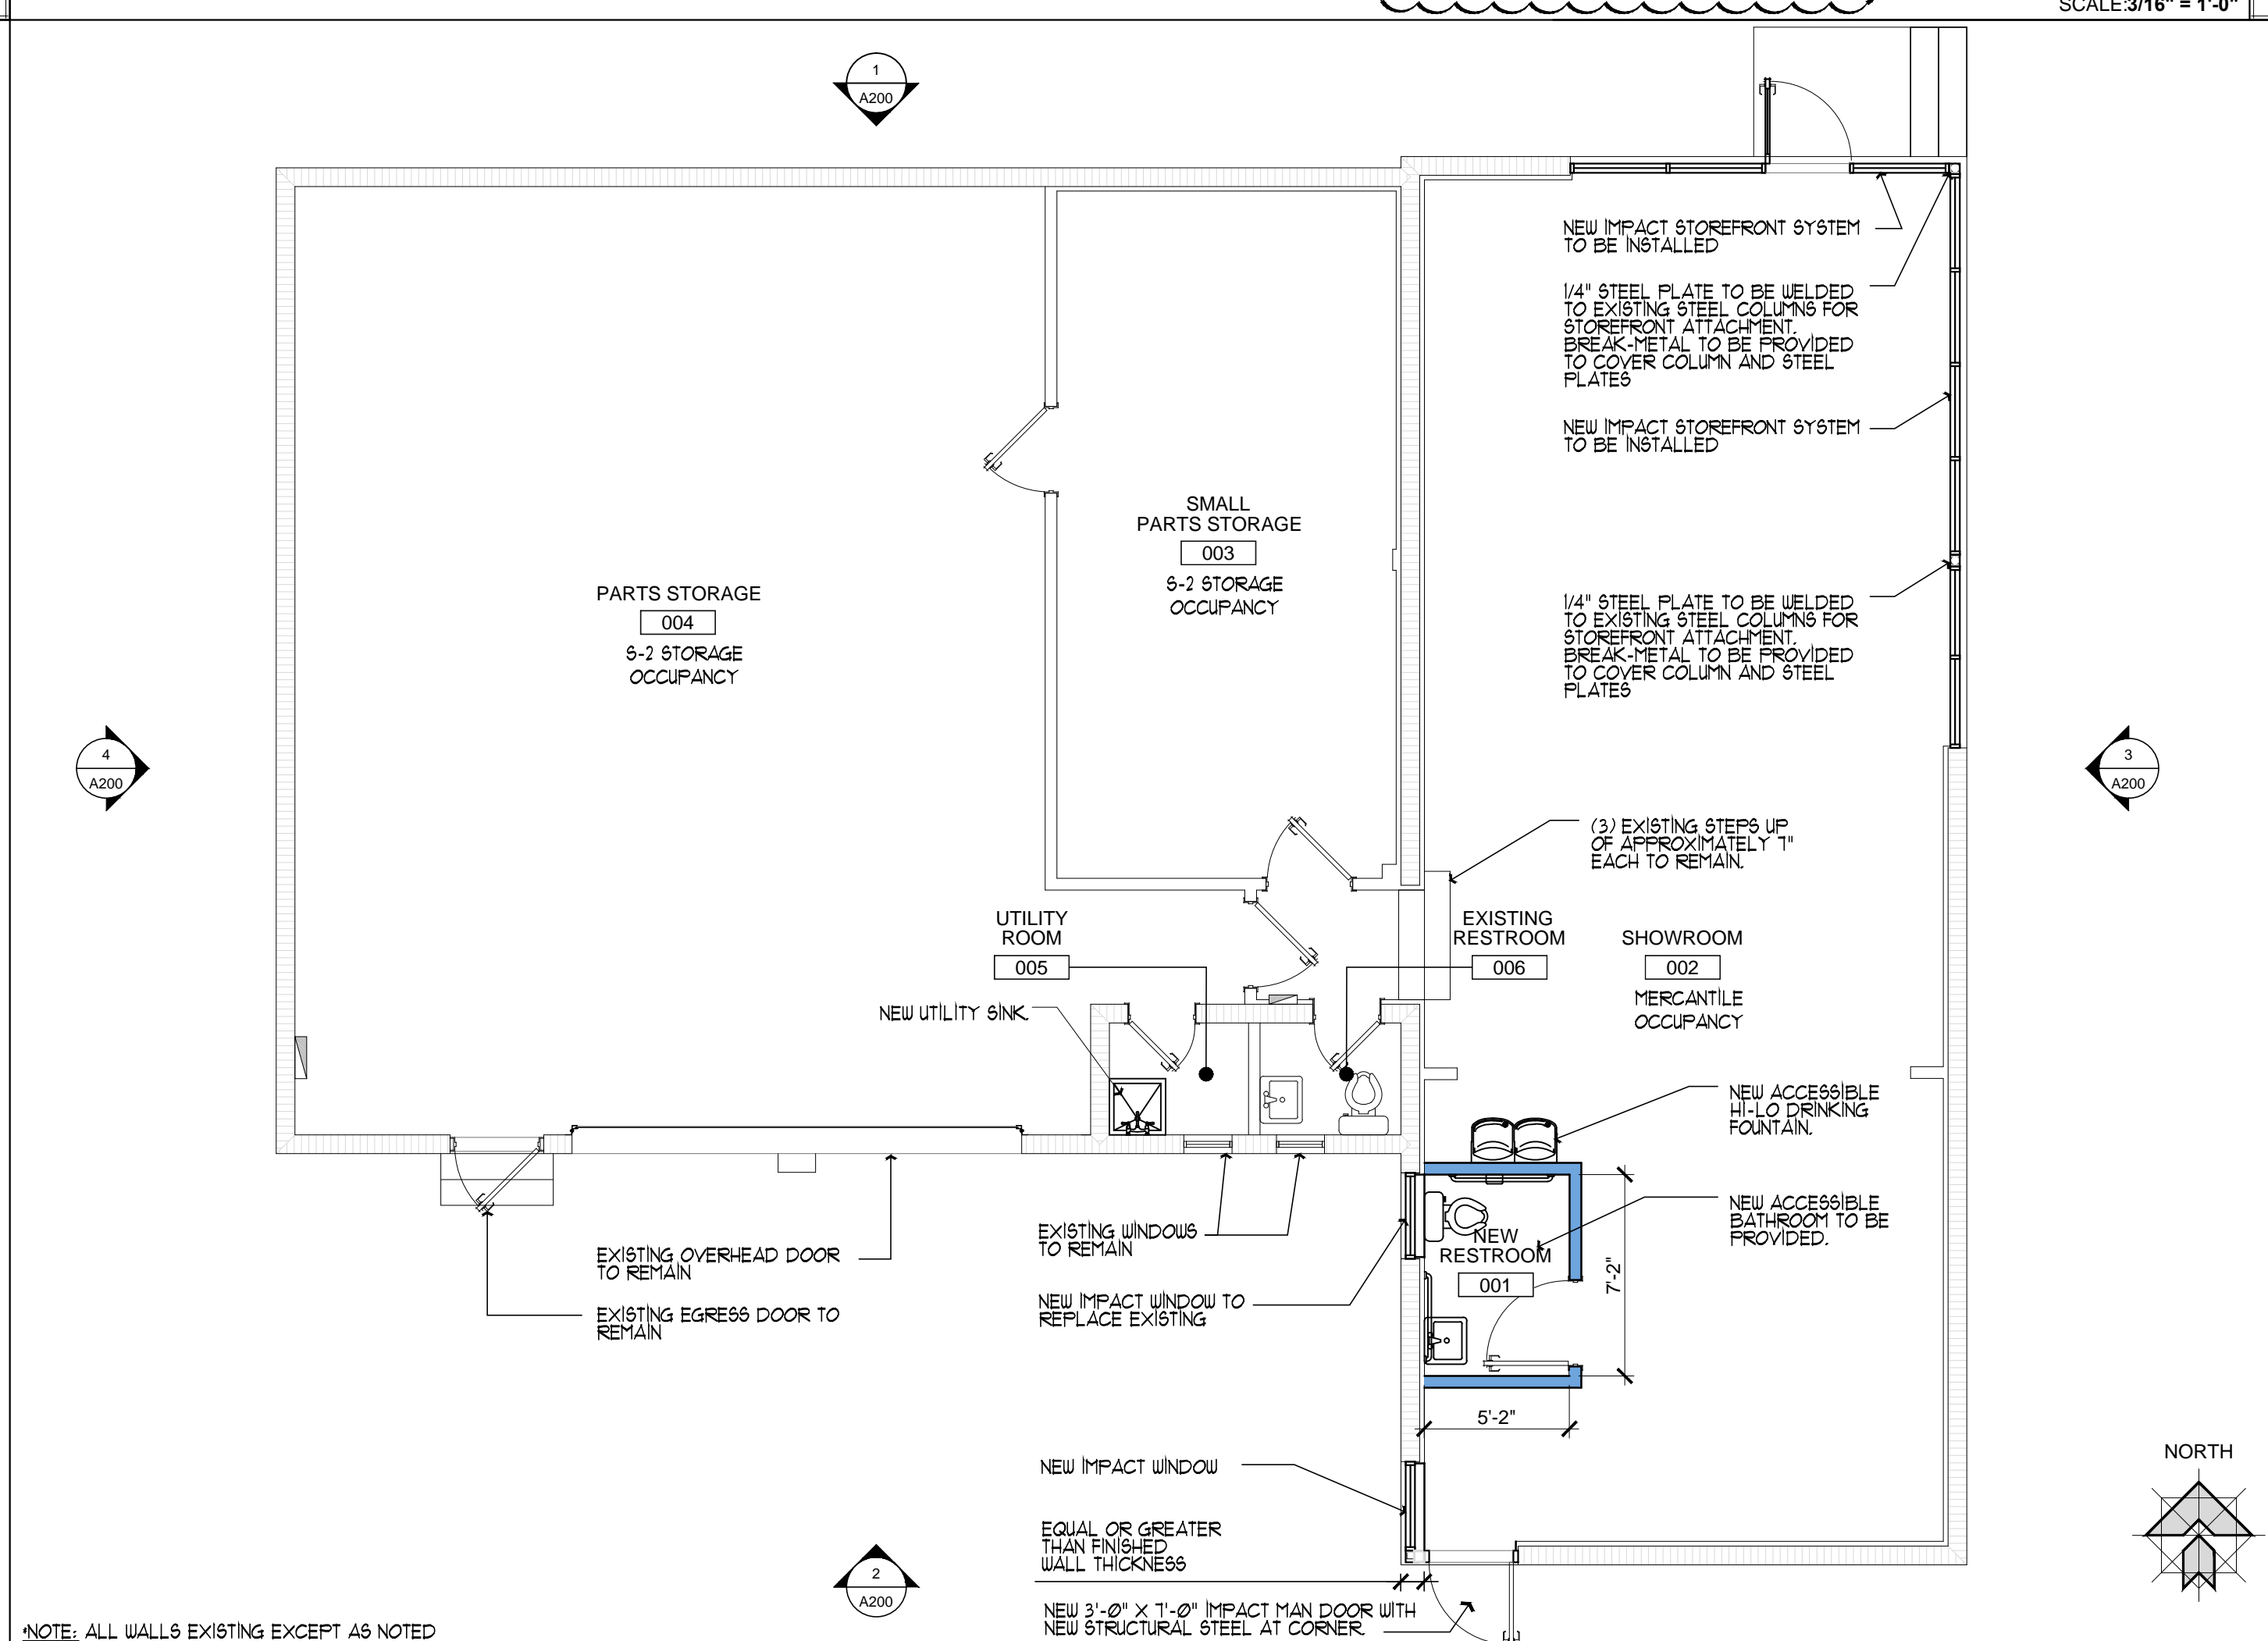 SCALE:3/16" = 1'-0"
1
A200
NEW IMPACT STOREFRONT SYSTEM
TO BE INSTALLED
1/4" STEEL PLATE TO BE WELDED
TO EXISTING STEEL COLUMNS FOR
STOREFRONT ATTACHMENT.
BREAK-METAL TO BE PROVIDED
TO COVER COLUMN AND STEEL
PLATES
NEW IMPACT STOREFRONT SYSTEM
TO BE INSTALLED
SMALL
PARTS STORAGE
003
S-2 STORAGE
OCCUPANCY
PARTS STORAGE
004
S-2 STORAGE
OCCUPANCY
1/4" STEEL PLATE TO BE WELDED
TO EXISTING STEEL COLUMNS FOR
STOREFRONT ATTACHMENT.
BREAK-METAL TO BE PROVIDED
TO COVER COLUMN AND STEEL
PLATES
4
A200
3
A200
(3) EXISTING STEPS UP
OF APPROXIMATELY 7"
EACH TO REMAIN.
UTILITY
ROOM
005
EXISTING
RESTROOM
006
SHOWROOM
002
MERCANTILE
OCCUPANCY
NEW UTILITY SINK.
NEW ACCESSIBLE
HI-LO DRINKING
FOUNTAIN.
NEW ACCESSIBLE
BATHROOM TO BE
PROVIDED.
EXISTING WINDOWS
TO REMAIN
NEW
RESTROOM
001
7'-2"
EXISTING OVERHEAD DOOR
TO REMAIN
NEW IMPACT WINDOW TO
REPLACE EXISTING
EXISTING EGRESS DOOR TO
REMAIN
5'-2"
NEW IMPACT WINDOW
NORTH
EQUAL OR GREATER
THAN FINISHED
WALL THICKNESS
2
A200
NEW 3'-0" X 7'-0" IMPACT MAN DOOR WITH
NEW STRUCTURAL STEEL AT CORNER.
*NOTE: ALL WALLS EXISTING EXCEPT AS NOTED